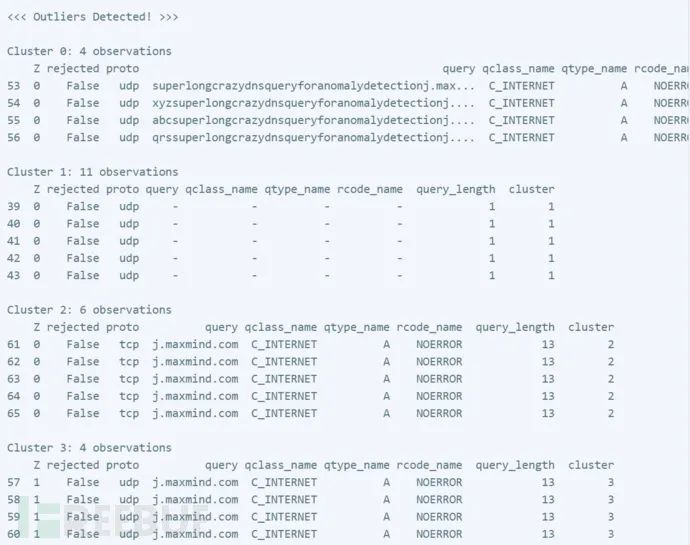 <<< Outliers Detected! >>>
Cluster 0: 4 observations
Z rejected proto query qclass_name qtype_name rcode_na
53 0 False udp superlongcrazydnsqueryforanomalydetectionj.max... C_INTERNET A NOERR
54 0 False udp xyzsuperlongcrazydnsqueryforanomalydetectionj.... C_INTERNET A NOERR
55 0 False udp abcsuperlongcrazydnsqueryforanomalydetectionj.... C_INTERNET A NOERR
56 0 False udp qrssuperlongcrazydnsqueryforanomalydetectionj.... C_INTERNET A NOERR
Cluster 1: 11 observations
Z rejected proto query qclass_name qtype_name rcode_name query_length cluster
39 0 False udp - - - - 1 1
40 0 False udp - - - - 1 1
41 0 False udp - - - - 1 1
42 0 False udp - - - - 1 1
43 0 False udp - - - - 1 1
Cluster 2: 6 observations
Z rejected proto query qclass_name qtype_name rcode_name query_length cluster
61 0 False tcp j.maxmind.com C_INTERNET A NOERROR 13 2
62 0 False tcp j.maxmind.com C_INTERNET A NOERROR 13 2
63 0 False tcp j.maxmind.com C_INTERNET A NOERROR 13 2
64 0 False tcp j.maxmind.com C_INTERNET A NOERROR 13 2
65 0 False tcp j.maxmind.com C_INTERNET A NOERROR 13 2
Cluster 3: 4 observations
Z rejected proto query qclass_name qtype_name rcode_name query_length cluster
57 1 False udp j.maxmind.com C_INTERNET A NOERROR 13 3
58 1 False udp j.maxmind.com C_INTERNET A NOERROR 13 3
59 1 False udp j.maxmind.com C_INTERNET A NOERROR 13 3
60 1 False udp j.maxmind.com C_INTERNET A NOERROR 13 3